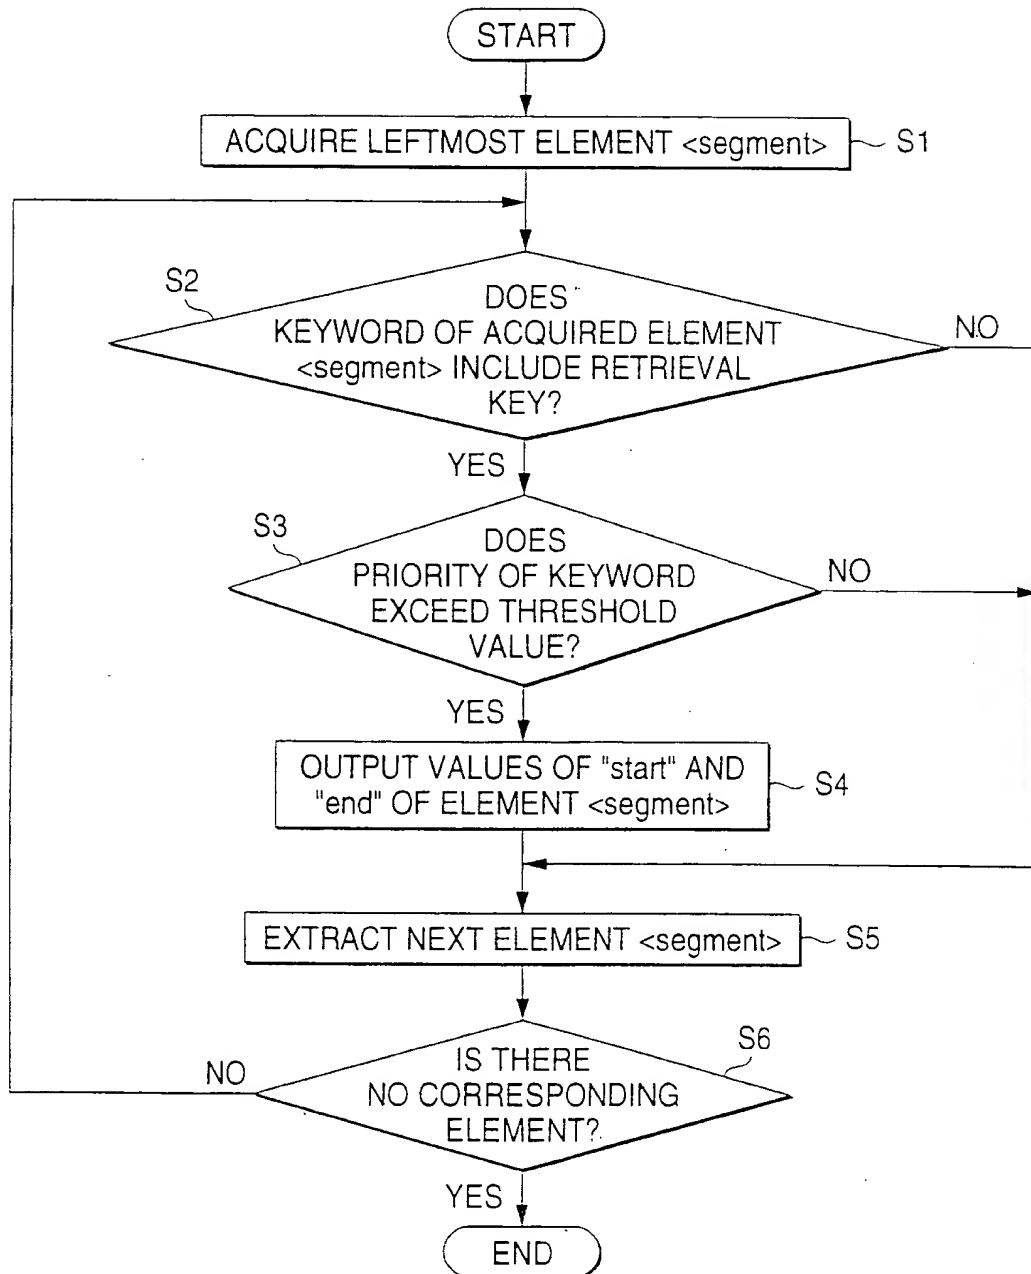 START
ACQUIRE LEFTMOST ELEMENT <segment>
S1
S2
DOES
KEYWORD OF ACQUIRED ELEMENT
<segment> INCLUDE RETRIEVAL
KEY?
NO
YES
S3
DOES
PRIORITY OF KEYWORD
EXCEED THRESHOLD
VALUE?
NO
YES
OUTPUT VALUES OF "start" AND
"end" OF ELEMENT <segment>
S4
EXTRACT NEXT ELEMENT <segment>
S5
S6
IS THERE
NO CORRESPONDING
ELEMENT?
NO
YES
END